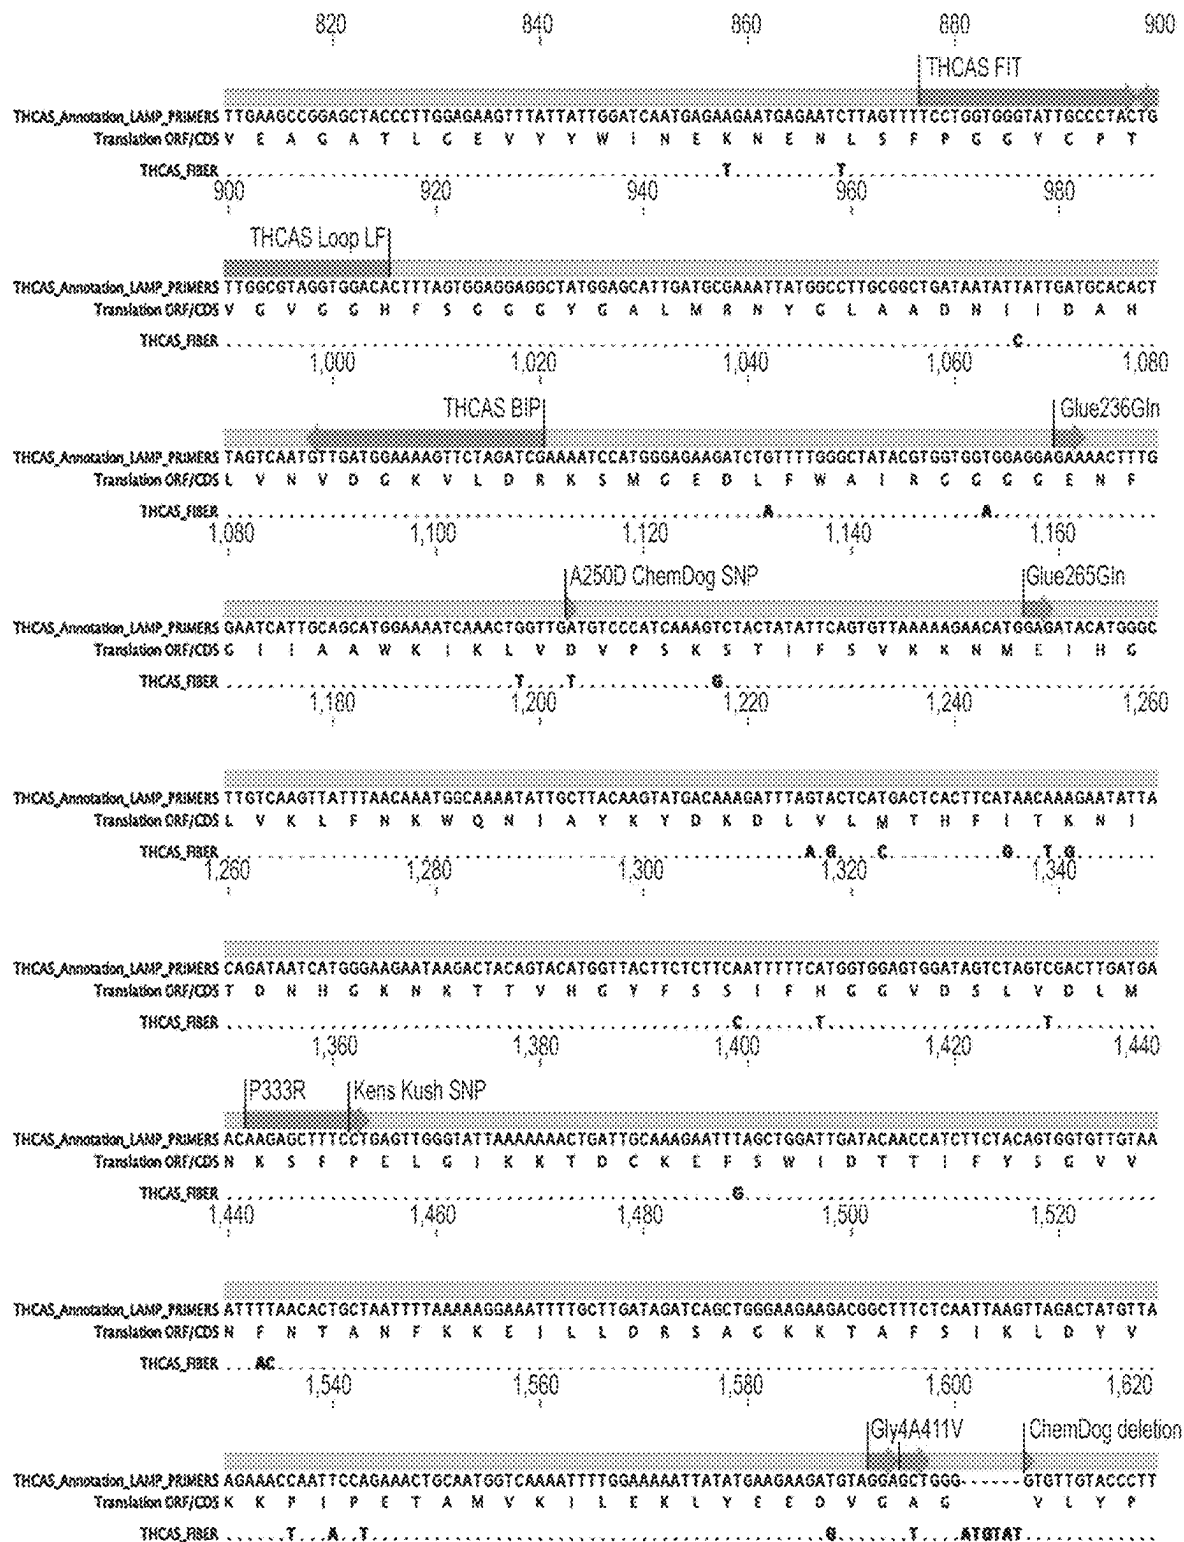 820 840 860 880 900
THCAS FIT
THCAS_Annotation_LAMP_PRIMERS TTGAAGCCGGAGCTACCCTTGGAGAAGTTTATTATTGGATCAATGAGAAGAATGAGAATCTTAGTTTTCCTGGTGGGTATTGCCCTACTG
Translation ORF/CDS V E A G A T L G E V Y Y W I N E K N E N L S F P G G Y C P T
THCAS_FIBER T T
900 920 940 960 980
THCAS Loop LF
THCAS_Annotation_LAMP_PRIMERS TTGGCGTAGGTGGACACTTTAGTGGAGGAGGCTATGGAGCATTGATGCGAAATTATGGCCTTGCGGCTGATAATATTATTGATGCACACT
Translation ORF/CDS V G V G G H F S G G G Y G A L M R N Y G L A A D N I I D A H
THCAS_FIBER C
1,000 1,020 1,040 1,060 1,080
THCAS BIP Glue236Gln
THCAS_Annotation_LAMP_PRIMERS TAGTCAATGTTGATGGAAAAGTTCTAGATCGAAAATCCATGGGAGAAGATCTGTTTTGGGCTATACGTGGTGGTGGAGGAGAAAACTTTG
Translation ORF/CDS L V N V D G K V L D R K S M G E D L F W A I R G G G G E N F
THCAS_FIBER A A
1,080 1,100 1,120 1,140 1,160
A250D ChemDog SNP Glue265Gln
THCAS_Annotation_LAMP_PRIMERS GAATCATTGCAGCATGGAAAATCAAACTGGTTGATGTCCCATCAAAGTCTACTATATTCAGTGTTAAAAAGAACATGGAGATACATGGGC
Translation ORF/CDS G I I A A W K I K L V D V P S K S T I F S V K K N M E I H G
THCAS_FIBER T T G
1,180 1,200 1,220 1,240 1,260
THCAS_Annotation_LAMP_PRIMERS TTGTCAAGTTATTTAACAAATGGCAAAATATTGCTTACAAGTATGACAAAGATTTAGTACTCATGACTCACTTCATAACAAAGAATATTA
Translation ORF/CDS L V K L F N K W Q N I A Y K Y D K D L V L M T H F I T K N I
THCAS_FIBER A G C G T G
1,260 1,280 1,300 1,320 1,340
THCAS_Annotation_LAMP_PRIMERS CAGATAATCATGGGAAGAATAAGACTACAGTACATGGTTACTTCTCTTCAATTTTTCATGGTGGAGTGGATAGTCTAGTCGACTTGATGA
Translation ORF/CDS T D N H G K N K T T V H G Y F S S I F H G G V D S L V D L M
THCAS_FIBER C T T
1,360 1,380 1,400 1,420 1,440
P333R Kens Kush SNP
THCAS_Annotation_LAMP_PRIMERS ACAAGAGCTTTCCTGAGTTGGGTATTAAAAAAACTGATTGCAAAGAATTTAGCTGGATTGATACAACCATCTTCTACAGTGGTGTTGTAA
Translation ORF/CDS N K S F P E L G I K K T D C K E F S W I D T T I F Y S G V V
THCAS_FIBER G
1,440 1,460 1,480 1,500 1,520
THCAS_Annotation_LAMP_PRIMERS ATTTTAACACTGCTAATTTTAAAAAGGAAATTTTGCTTGATAGATCAGCTGGGAAGAAGACGGCTTTCTCAATTAAGTTAGACTATGTTA
Translation ORF/CDS N F N T A N F K K E I L L D R S A G K K T A F S I K L D Y V
THCAS_FIBER AC
1,540 1,560 1,580 1,600 1,620
Gly4A411V ChemDog deletion
THCAS_Annotation_LAMP_PRIMERS AGAAACCAATTCCAGAAACTGCAATGGTCAAAATTTTGGAAAAATTATATGAAGAAGATGTAGGAGCTGGG------GTGTTGTACCCTT
Translation ORF/CDS K K P I P E T A M V K I L E K L Y E E D V G A G V L Y P
THCAS_FIBER T A T G T ATGTAT